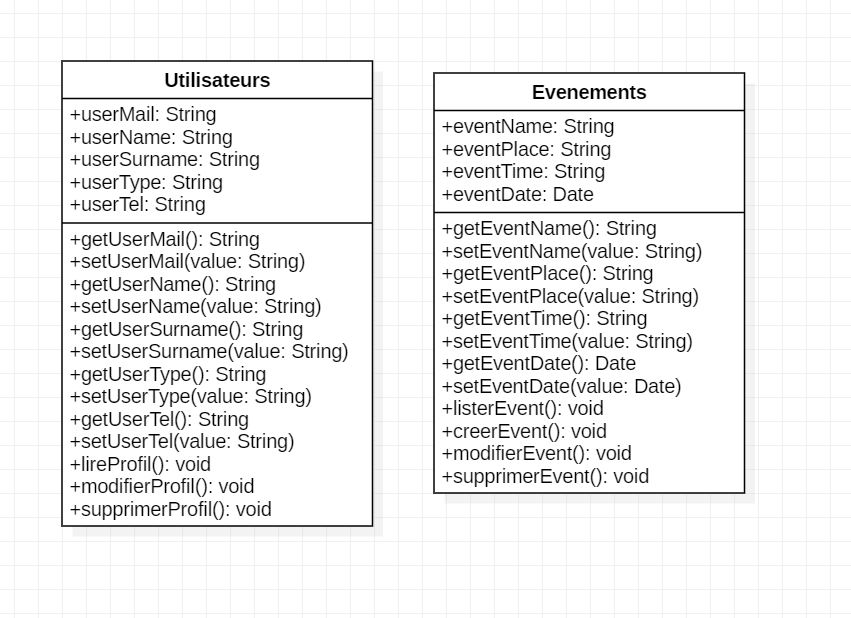 Utilisateurs
+userMail: String
+userName: String
+userSurname: String
+userType: String
+userTel: String
+getUserMail(): String
+setUserMail(value: String)
+getUserName(): String
+setUserName(value: String)
+getUserSurname(): String
+setUserSurname(value: String)
+getUserType(): String
+setUserType(value: String)
+getUserTel(): String
+setUserTel(value: String)
+lireProfil(): void
+modifierProfil(): void
+supprimerProfil(): void
Evenements
+eventName: String
+eventPlace: String
+eventTime: String
+eventDate: Date
+getEventName(): String
+setEventName(value: String)
+getEventPlace(): String
+setEventPlace(value: String)
+getEventTime(): String
+setEventTime(value: String)
+getEventDate(): Date
+setEventDate(value: Date)
+listerEvent(): void
+creerEvent(): void
+modifierEvent(): void
+supprimerEvent(): void